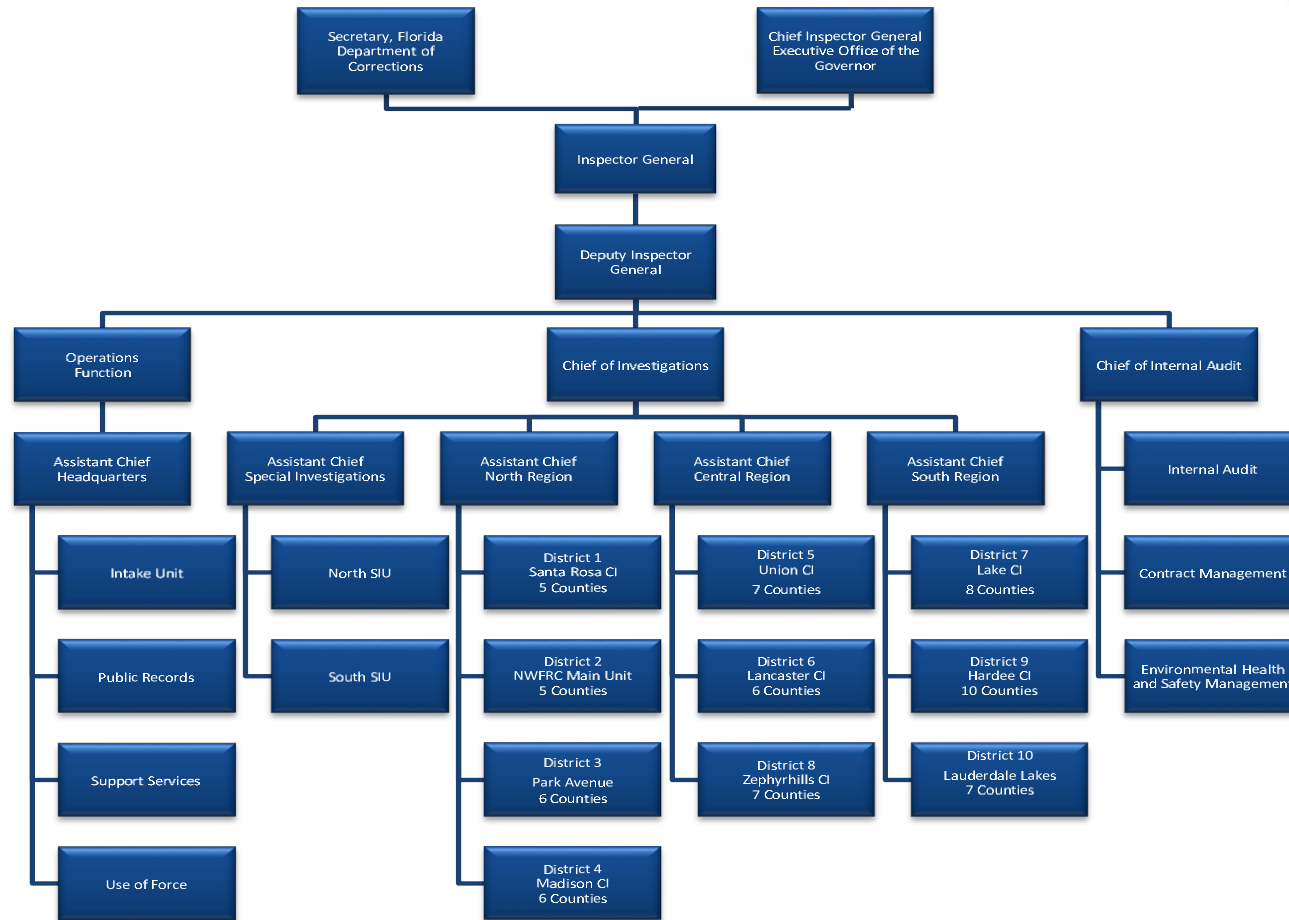 Secretary, Florida
Department of
Corrections
Chief Inspector General
Executive Office of the
Governor
Inspector General
Deputy Inspector
General
Operations
Function
Chief of Investigations
Chief of Internal Audit
Assistant Chief
Headquarters
Assistant Chief
Special Investigations
Assistant Chief
North Region
Assistant Chief
Central Region
Assistant Chief
South Region
Internal Audit
Intake Unit
North SIU
District 1
Santa Rosa CI
5 Counties
District 5
Union CI
7 Counties
District 7
Lake CI
8 Counties
Contract Management
Public Records
South SIU
District 2
NWFRC Main Unit
5 Counties
District 6
Lancaster CI
6 Counties
District 9
Hardee CI
10 Counties
Environmental Health
and Safety Management
Support Services
District 3
Park Avenue
6 Counties
District 8
Zephyrhills CI
7 Counties
District 10
Lauderdale Lakes
7 Counties
Use of Force
District 4
Madison CI
6 Counties